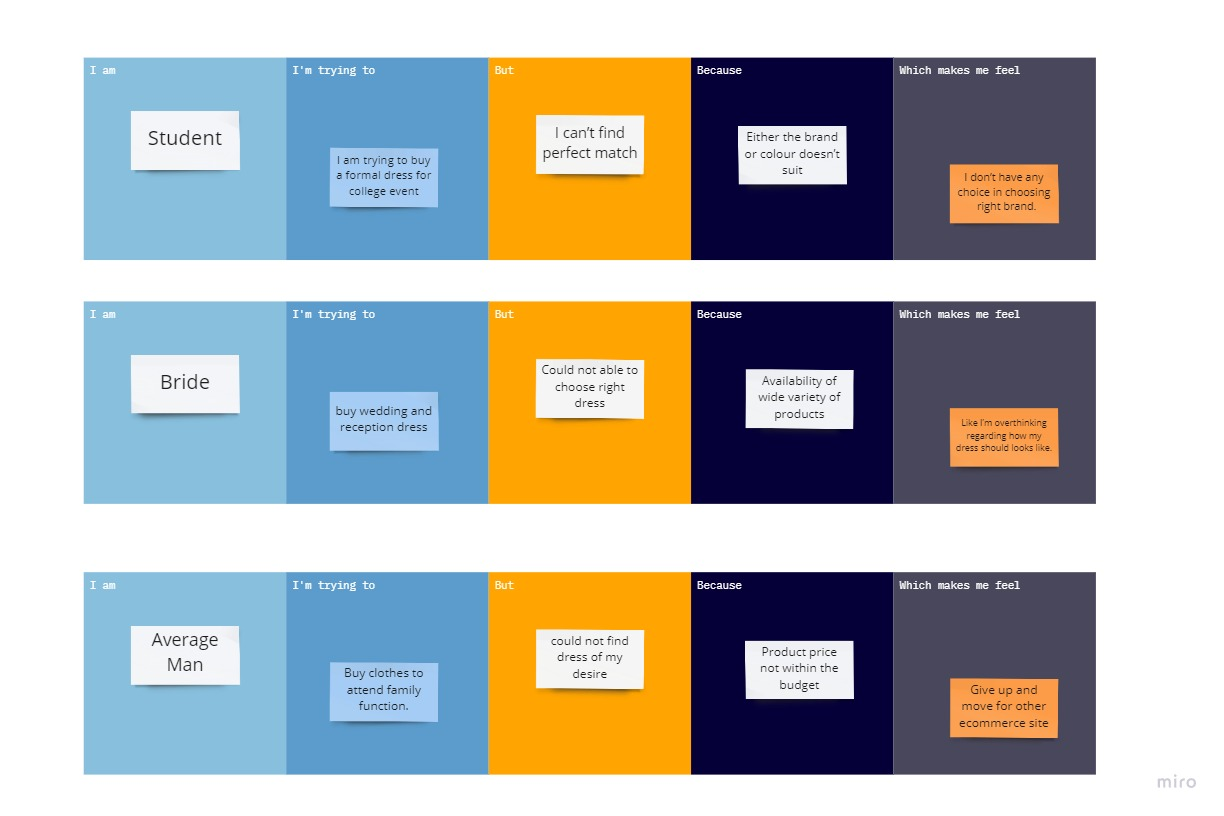 I am
I'm trying to
But
Because
Which makes me feel
Student
I am trying to buy
a formal dress for
college event
I can't find
perfect match
Either the brand
or colour doesn't
suit
I don't have any
choice in choosing
right brand.
I am
I'm trying to
But
Because
Which makes me feel
Bride
buy wedding and
reception dress
Could not able to
choose right
dress
Availability of
wide variety of
products
Like I'm overthinking
regarding how my
dress should looks like.
I am
I'm trying to
But
Because
Which makes me feel
Average
Man
Buy clothes to
attend family
function.
could not find
dress of my
desire
Product price
not within the
budget
Give up and
move for other
ecommerce site
miro